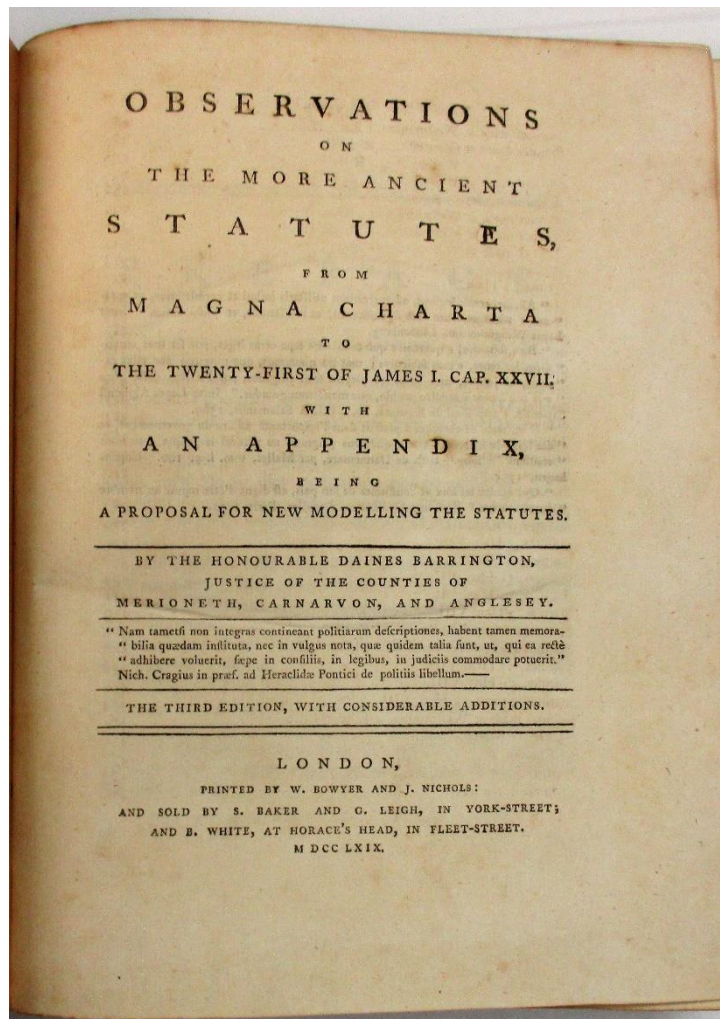 OBSERVATIONS
ON
THE MORE ANCIENT
STATUTES,
FROM
MAGNA CHARTA
TO
THE TWENTY-FIRST OF JAMES I. CAP. XXVII.
WITH
AN APPENDIX,
BEING
A PROPOSAL FOR NEW MODELLING THE STATUTES.
BY THE HONOURABLE DAINES BARRINGTON,
JUSTICE OF THE COUNTIES OF
MERIONETH, CARNARVON, AND ANGLESEY.
“ Nam tametſi non integras contineant politiarum deſcriptiones, habent tamen memora-
“ bilia quædam inſtituta, nec in vulgus nota, quæ quidem talia ſunt, ut, qui ea rectè
“ adhibere voluerit, ſæpe in conſiliis, in legibus, in judiciis commodare potuerit.”
Nich. Cragius in præf. ad Heraclidæ Pontici de politiis libellum.——
THE THIRD EDITION, WITH CONSIDERABLE ADDITIONS.
LONDON,
PRINTED BY W. BOWYER AND J. NICHOLS:
AND SOLD BY S. BAKER AND G. LEIGH, IN YORK-STREET;
AND B. WHITE, AT HORACE'S HEAD, IN FLEET-STREET.
M DCC LXIX.